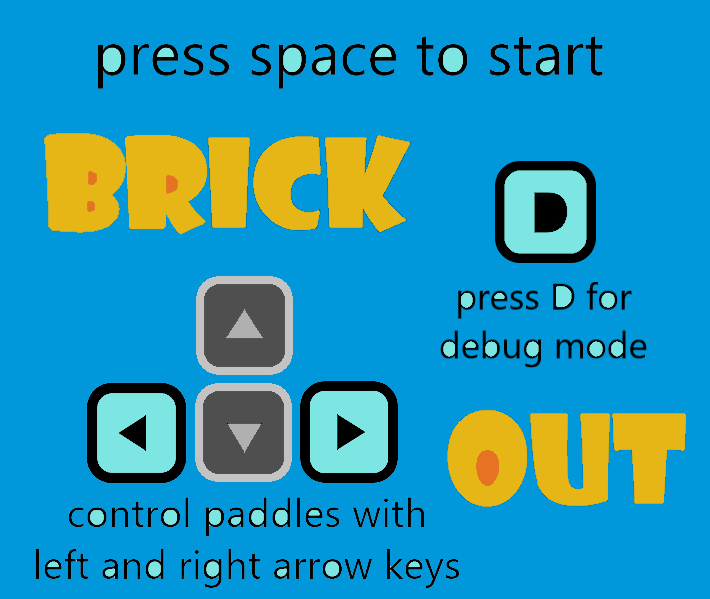 press space to start
BRICK
D
press D for
debug mode
OUT
control paddles with
left and right arrow keys